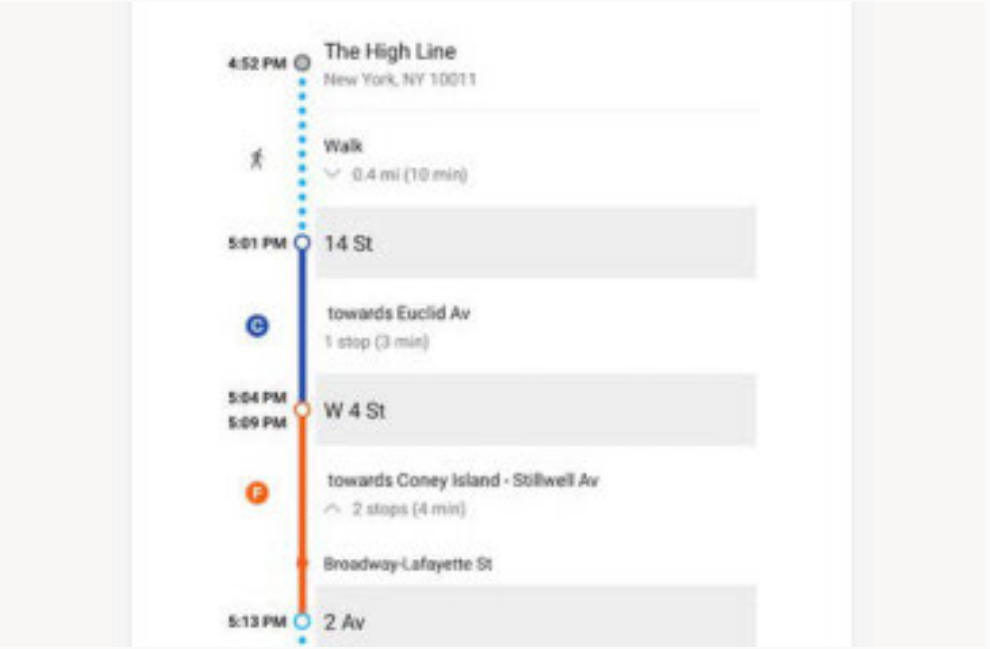 4:52 PM The High Line
New York, NY 10011
Walk
0.4 mi (10 min)
5:01 PM 14 St
towards Euclid Av
C
1 stop (3 min)
5:04 PM
W 4 St
5:09 PM
towards Coney Island - Stillwell Av
F
2 stops (4 min)
Broadway-Lafayette St
5:13 PM 2 Av